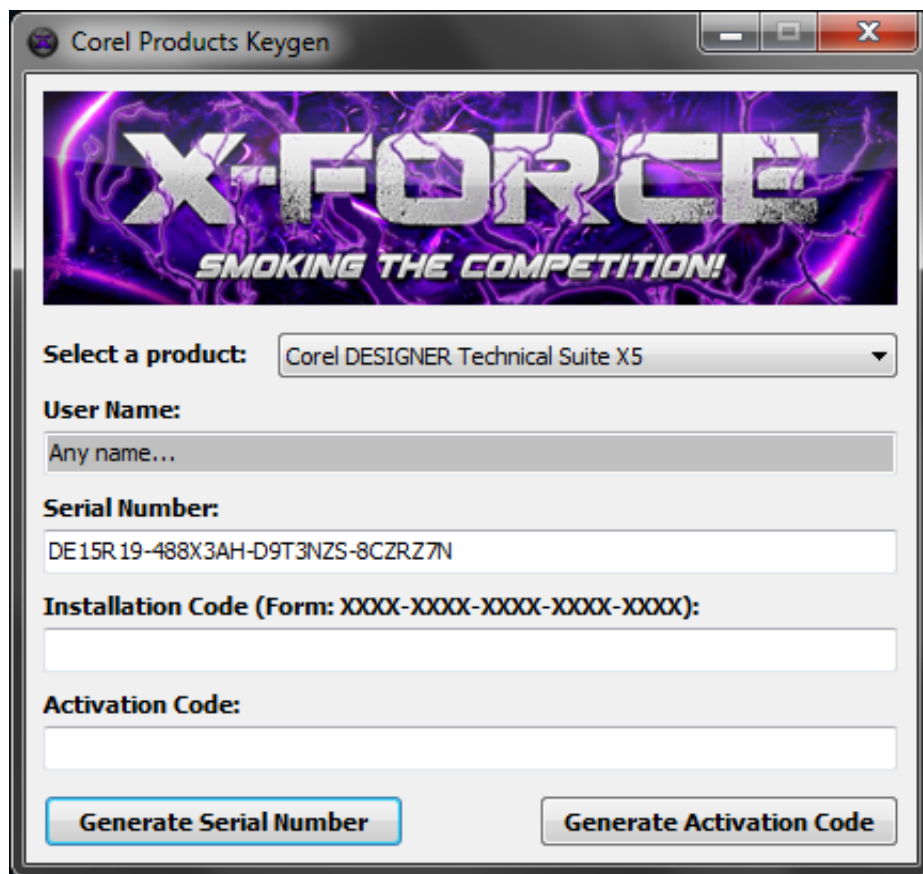 Corel Products Keygen
X-FORCE
SMOKING THE COMPETITION!
Select a product: Corel DESIGNER Technical Suite X5
User Name:
Any name...
Serial Number:
DE15R19-488X3AH-D9T3NZS-8CZRZ7N
Installation Code (Form: XXXX-XXXX-XXXX-XXXX-XXXX):
Activation Code:
Generate Serial Number Generate Activation Code